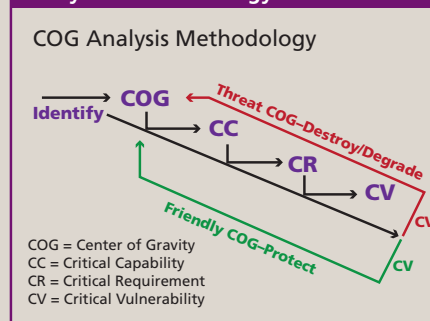 COG Analysis Methodology
Identify
COG
CC
CR
CV
Threat COG–Destroy/Degrade
CV
Friendly COG–Protect
CV
COG = Center of Gravity
CC = Critical Capability
CR = Critical Requirement
CV = Critical Vulnerability